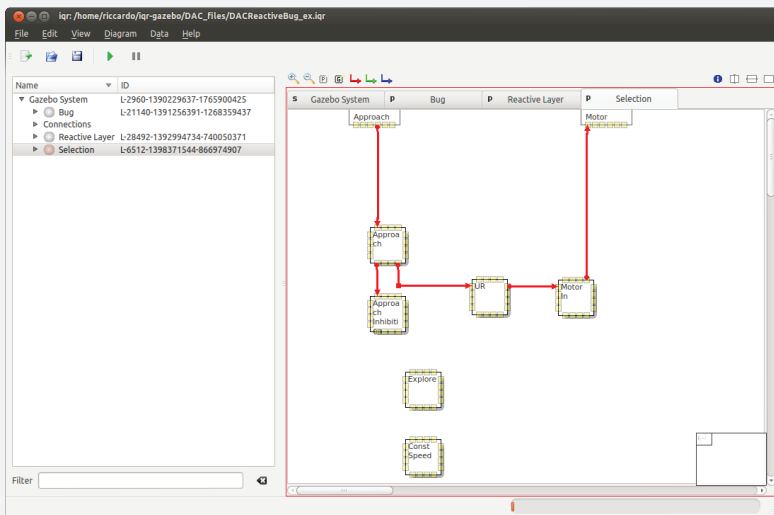 iqr: /home/riccardo/iqr-gazebo/DAC_files/DACReactiveBug_ex.iqr
File Edit View Diagram Data Help
Name ID
Gazebo System L-2960-1390229637-1765900425
Bug L-21140-1391256391-1268359437
Connections
Reactive Layer L-28492-1392994734-740050371
Selection L-6512-1398371544-866974907
Filter
S Gazebo System P Bug P Reactive Layer P Selection
Approach Motor
Approa
ch
UR
Motor
In
Approa
ch
Inhibiti
Explore
Const
Speed